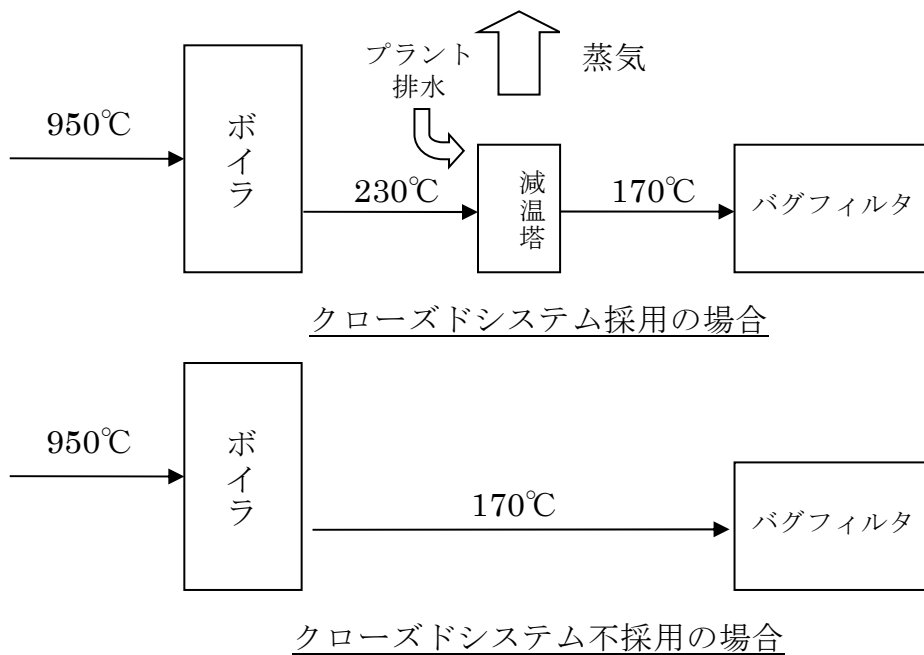 プラント
排水
蒸気
950℃
ボイラ
230℃
減温塔
170℃
バグフィルタ
クローズドシステム採用の場合
950℃
ボイラ
170℃
バグフィルタ
クローズドシステム不採用の場合